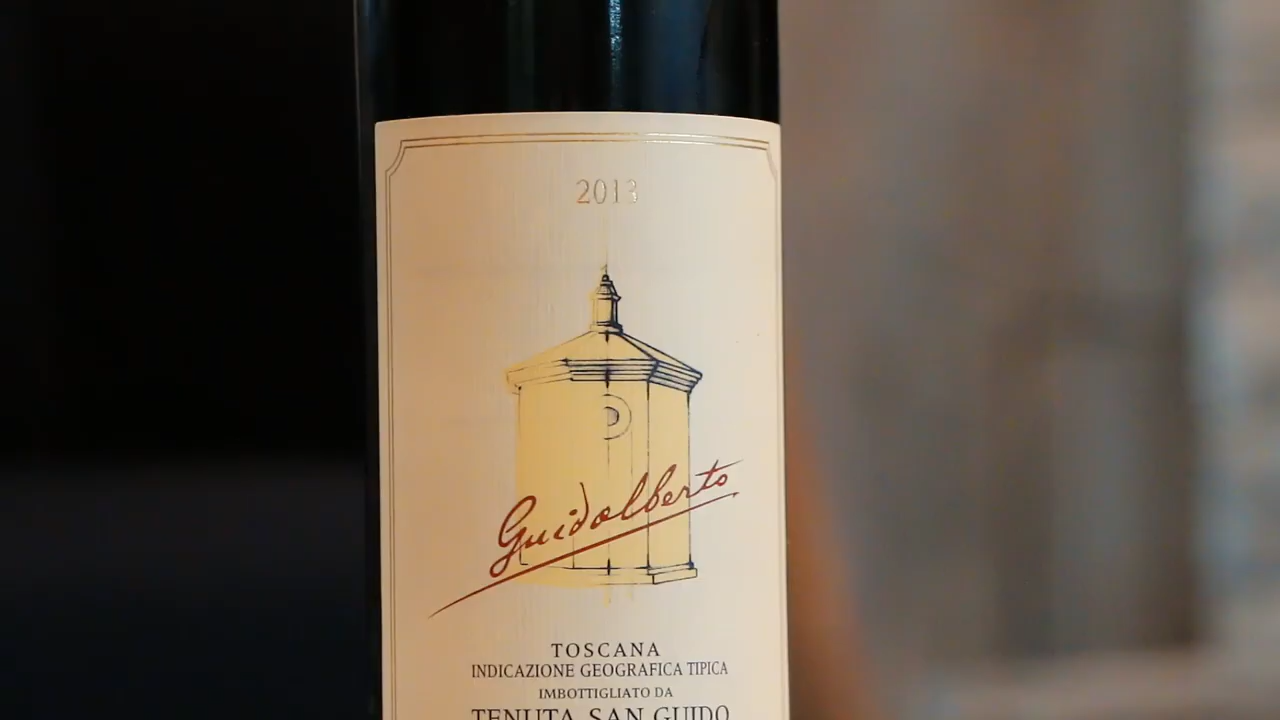 2013
Guidalberto
TOSCANA
INDICAZIONE GEOGRAFICA TIPICA
IMBOTTIGLIATO DA
TENUTA SAN GUIDO